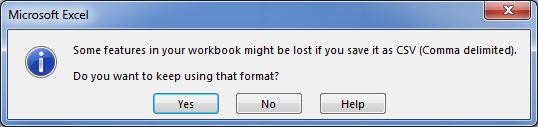 Microsoft Excel
Some features in your workbook might be lost if you save it as CSV (Comma delimited).
Do you want to keep using that format?
Yes
No
Help